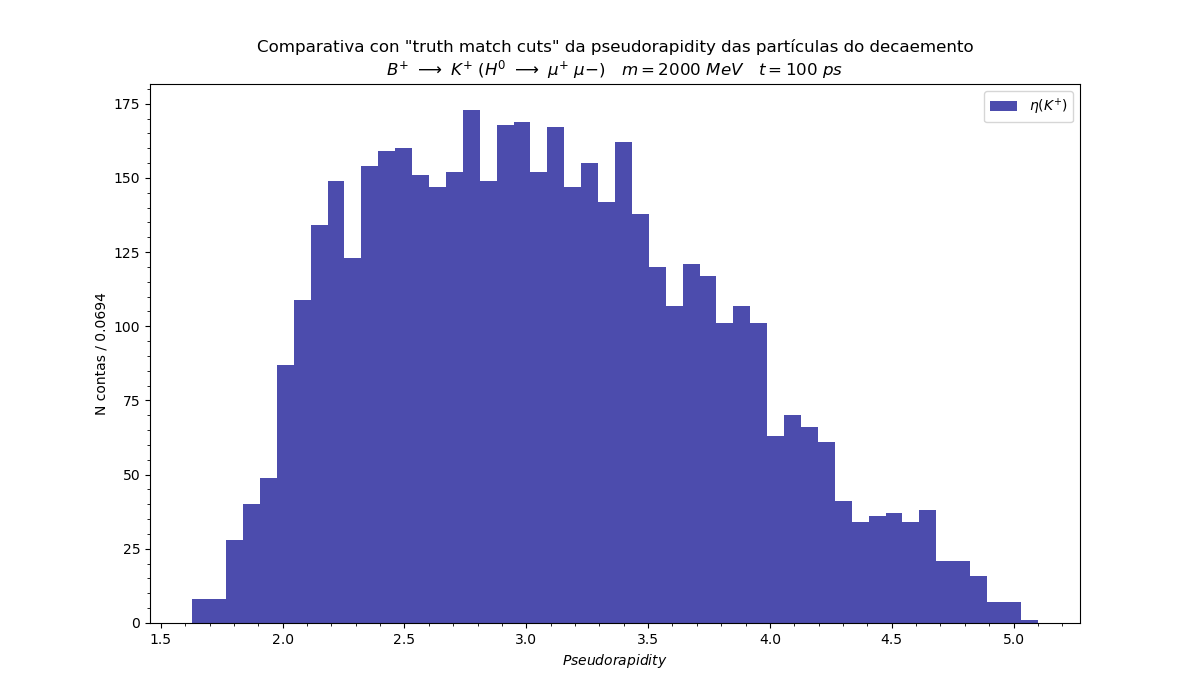 Comparativa con "truth match cuts" da pseudorapidity das partículas do decaemento
B⁺ ⟶ K⁺ (H⁰ ⟶ μ⁺ μ−) m = 2000 MeV t = 100 ps
η(K⁺)
175
150
125
100
75
50
25
0
N contas / 0.0694
1.5 2.0 2.5 3.0 3.5 4.0 4.5 5.0
Pseudorapidity